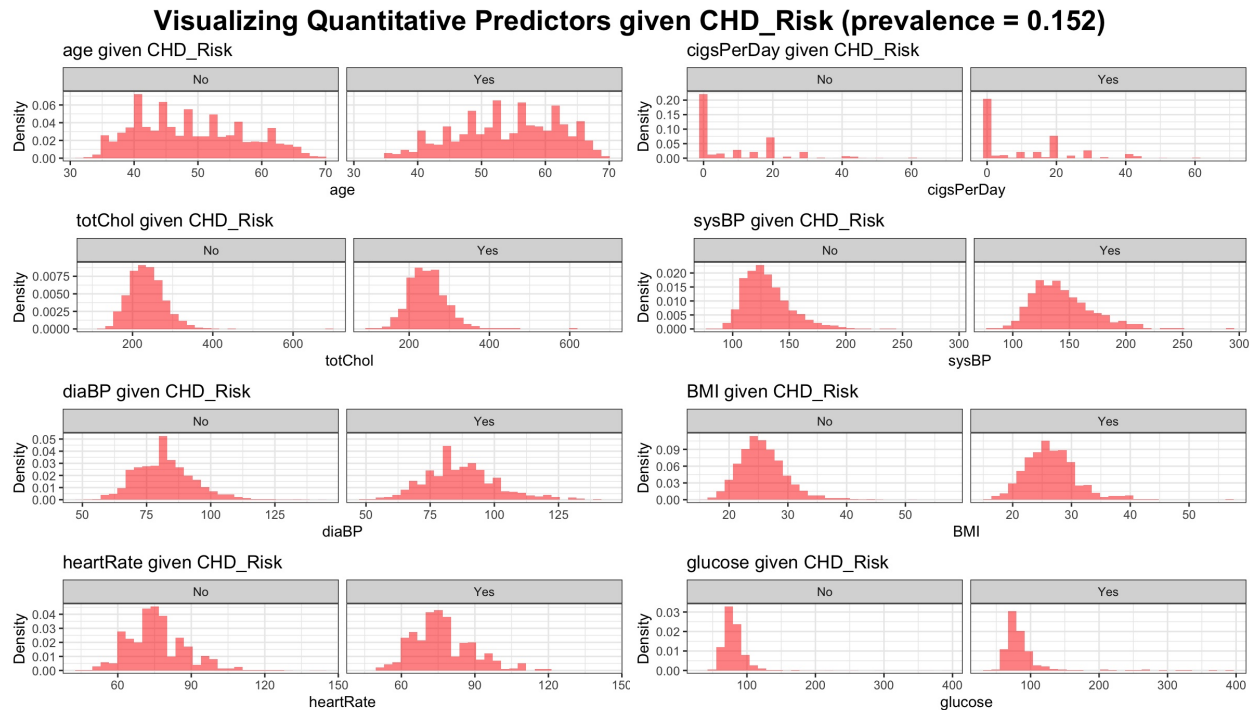 Visualizing Quantitative Predictors given CHD_Risk (prevalence = 0.152)
age given CHD_Risk
No Yes
Density
0.06
0.04
0.02
0.00
30 40 50 60 70 30 40 50 60 70
age
cigsPerDay given CHD_Risk
No Yes
Density
0.20
0.15
0.10
0.05
0.00
0 20 40 60 0 20 40 60
cigsPerDay
totChol given CHD_Risk
No Yes
Density
0.0075
0.0050
0.0025
0.0000
200 400 600 200 400 600
totChol
sysBP given CHD_Risk
No Yes
Density
0.020
0.015
0.010
0.005
0.000
100 150 200 250 300 100 150 200 250 300
sysBP
diaBP given CHD_Risk
No Yes
Density
0.05
0.04
0.03
0.02
0.01
0.00
50 75 100 125 50 75 100 125
diaBP
BMI given CHD_Risk
No Yes
Density
0.09
0.06
0.03
0.00
20 30 40 50 20 30 40 50
BMI
heartRate given CHD_Risk
No Yes
Density
0.04
0.03
0.02
0.01
0.00
60 90 120 150 60 90 120 150
heartRate
glucose given CHD_Risk
No Yes
Density
0.03
0.02
0.01
0.00
100 200 300 400 100 200 300 400
glucose